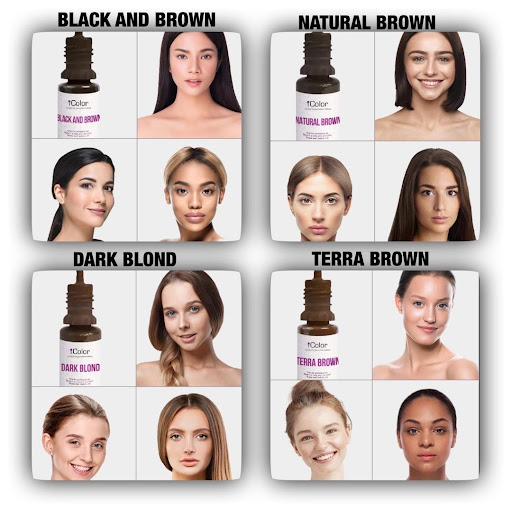 BLACK AND BROWN
NATURAL BROWN
tColor
BLACK AND BROWN
tColor
NATURAL BROWN
DARK BLOND
TERRA BROWN
tColor
DARK BLOND
tColor
TERRA BROWN